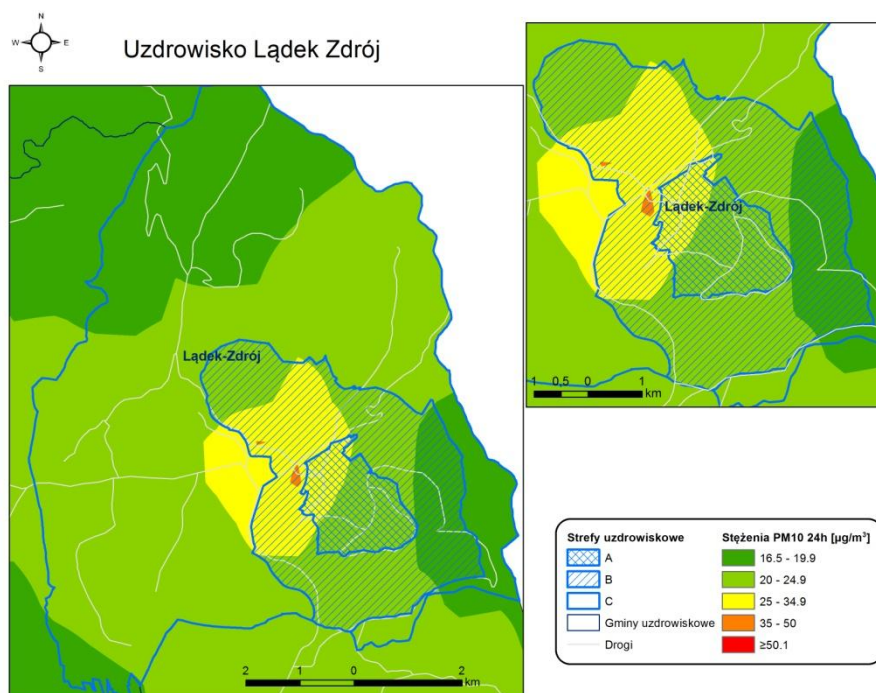 N
W E
S
Uzdrowisko Lądek Zdrój
Lądek-Zdrój
2 1 0 2
km
Lądek-Zdrój
1 0,5 0 1
km
Strefy uzdrowiskowe
A
B
C
Gminy uzdrowiskowe
Drogi
Stężenia PM10 24h [µg/m³]
16.5 - 19.9
20 - 24.9
25 - 34.9
35 - 50
≥50.1